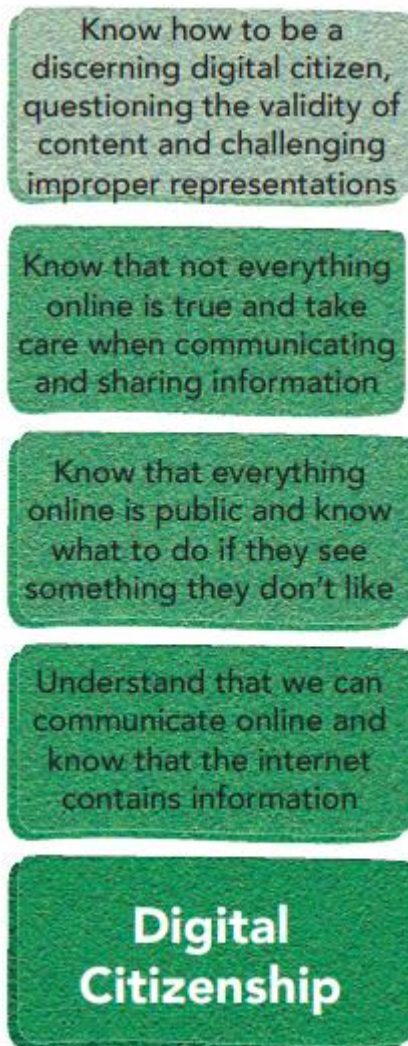 Know how to be a
discerning digital citizen,
questioning the validity of
content and challenging
improper representations
Know that not everything
online is true and take
care when communicating
and sharing information
Know that everything
online is public and know
what to do if they see
something they don't like
Understand that we can
communicate online and
know that the internet
contains information
Digital
Citizenship